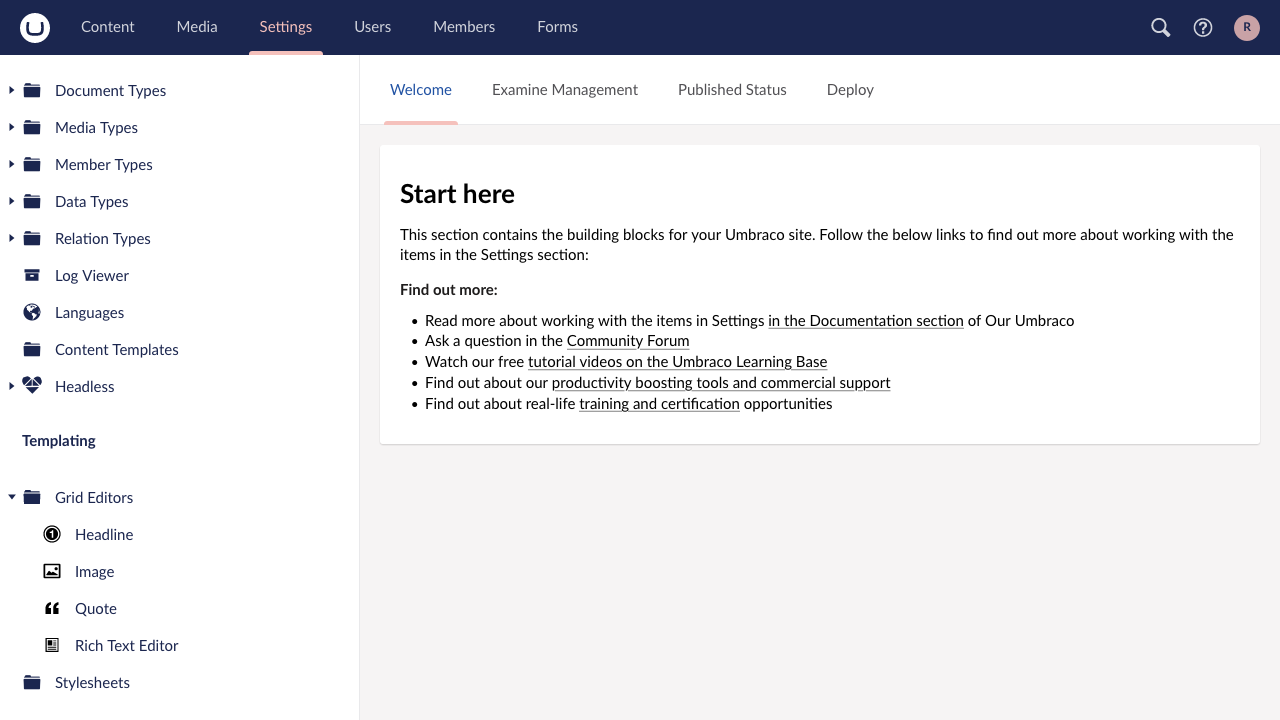 Content Media Settings Users Members Forms
R
Document Types
Media Types
Member Types
Data Types
Relation Types
Log Viewer
Languages
Content Templates
Headless
Templating
Grid Editors
Headline
Image
Quote
Rich Text Editor
Stylesheets
Welcome Examine Management Published Status Deploy
Start here
This section contains the building blocks for your Umbraco site. Follow the below links to find out more about working with the
items in the Settings section:
Find out more:
• Read more about working with the items in Settings in the Documentation section of Our Umbraco
• Ask a question in the Community Forum
• Watch our free tutorial videos on the Umbraco Learning Base
• Find out about our productivity boosting tools and commercial support
• Find out about real-life training and certification opportunities